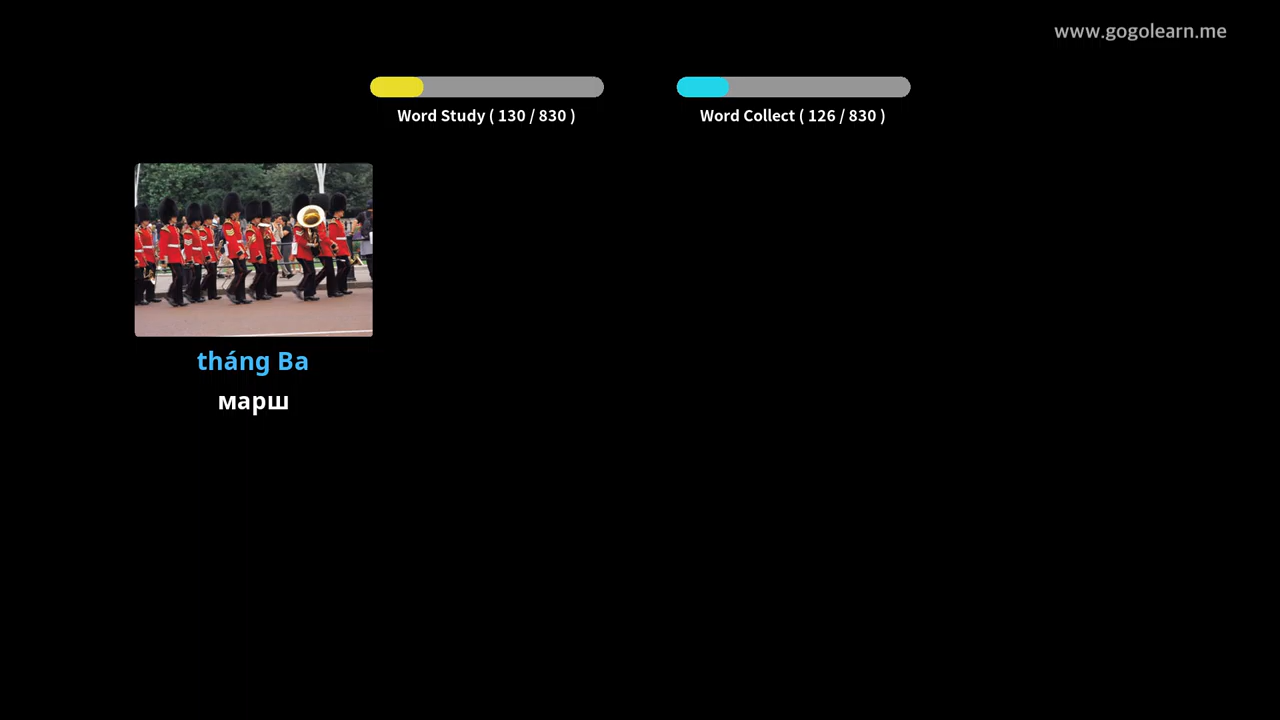 www.gogolearn.me
Word Study ( 130 / 830 )
Word Collect ( 126 / 830 )
tháng Ba
марш